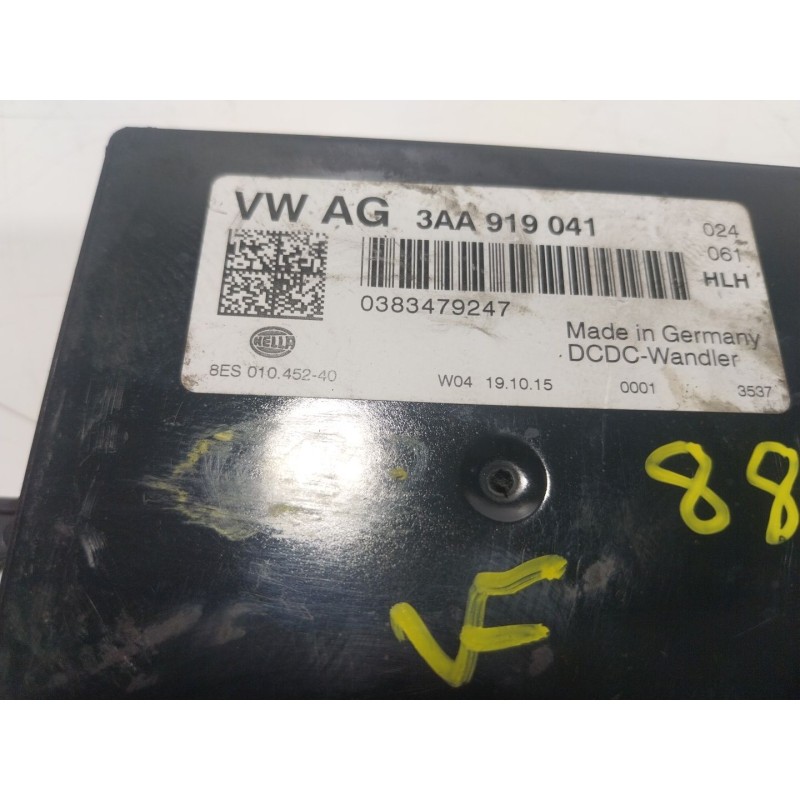 VW AG 3AA 919 041
024
061
HLH
0383479247
HELLA
Made in Germany
DCDC-Wandler
8ES 010.452-40
W04 19.10.15
0001
3537
88
VF